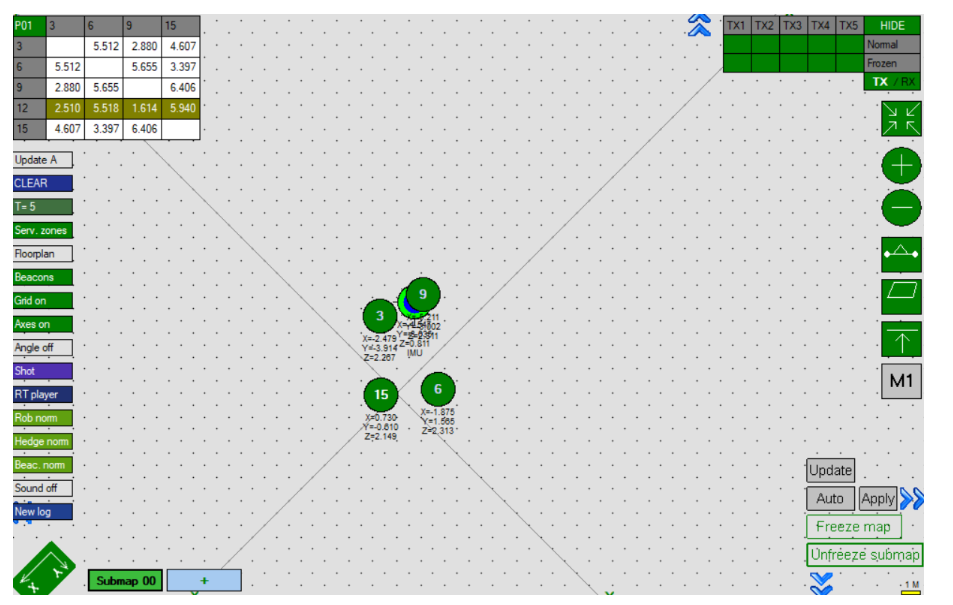 P01 3 6 9 15
3 5.512 2.880 4.607
6 5.512 5.655 3.397
9 2.880 5.655 6.406
12 2.510 5.518 1.614 5.940
15 4.607 3.397 6.406
TX1 TX2 TX3 TX4 TX5 HIDE
Normal
Frozen
TX / RX
Update A
CLEAR
T= 5
Serv. zones
Floorplan
Beacons
Grid on
Axes on
Angle off
Shot
RT player
Rob norm
Hedge norm
Beac. norm
Sound off
New log
9
3
X=-2.479
Y=-3.914
Z=2.267
Z=0.811
IMU
15
X=0.730
Y=-0.610
Z=2.149
6
X=-1.875
Y=1.565
Z=2.313
M1
Update
Auto Apply
Freeze map
Unfreeze submap
X Y
Submap 00 +
1 M